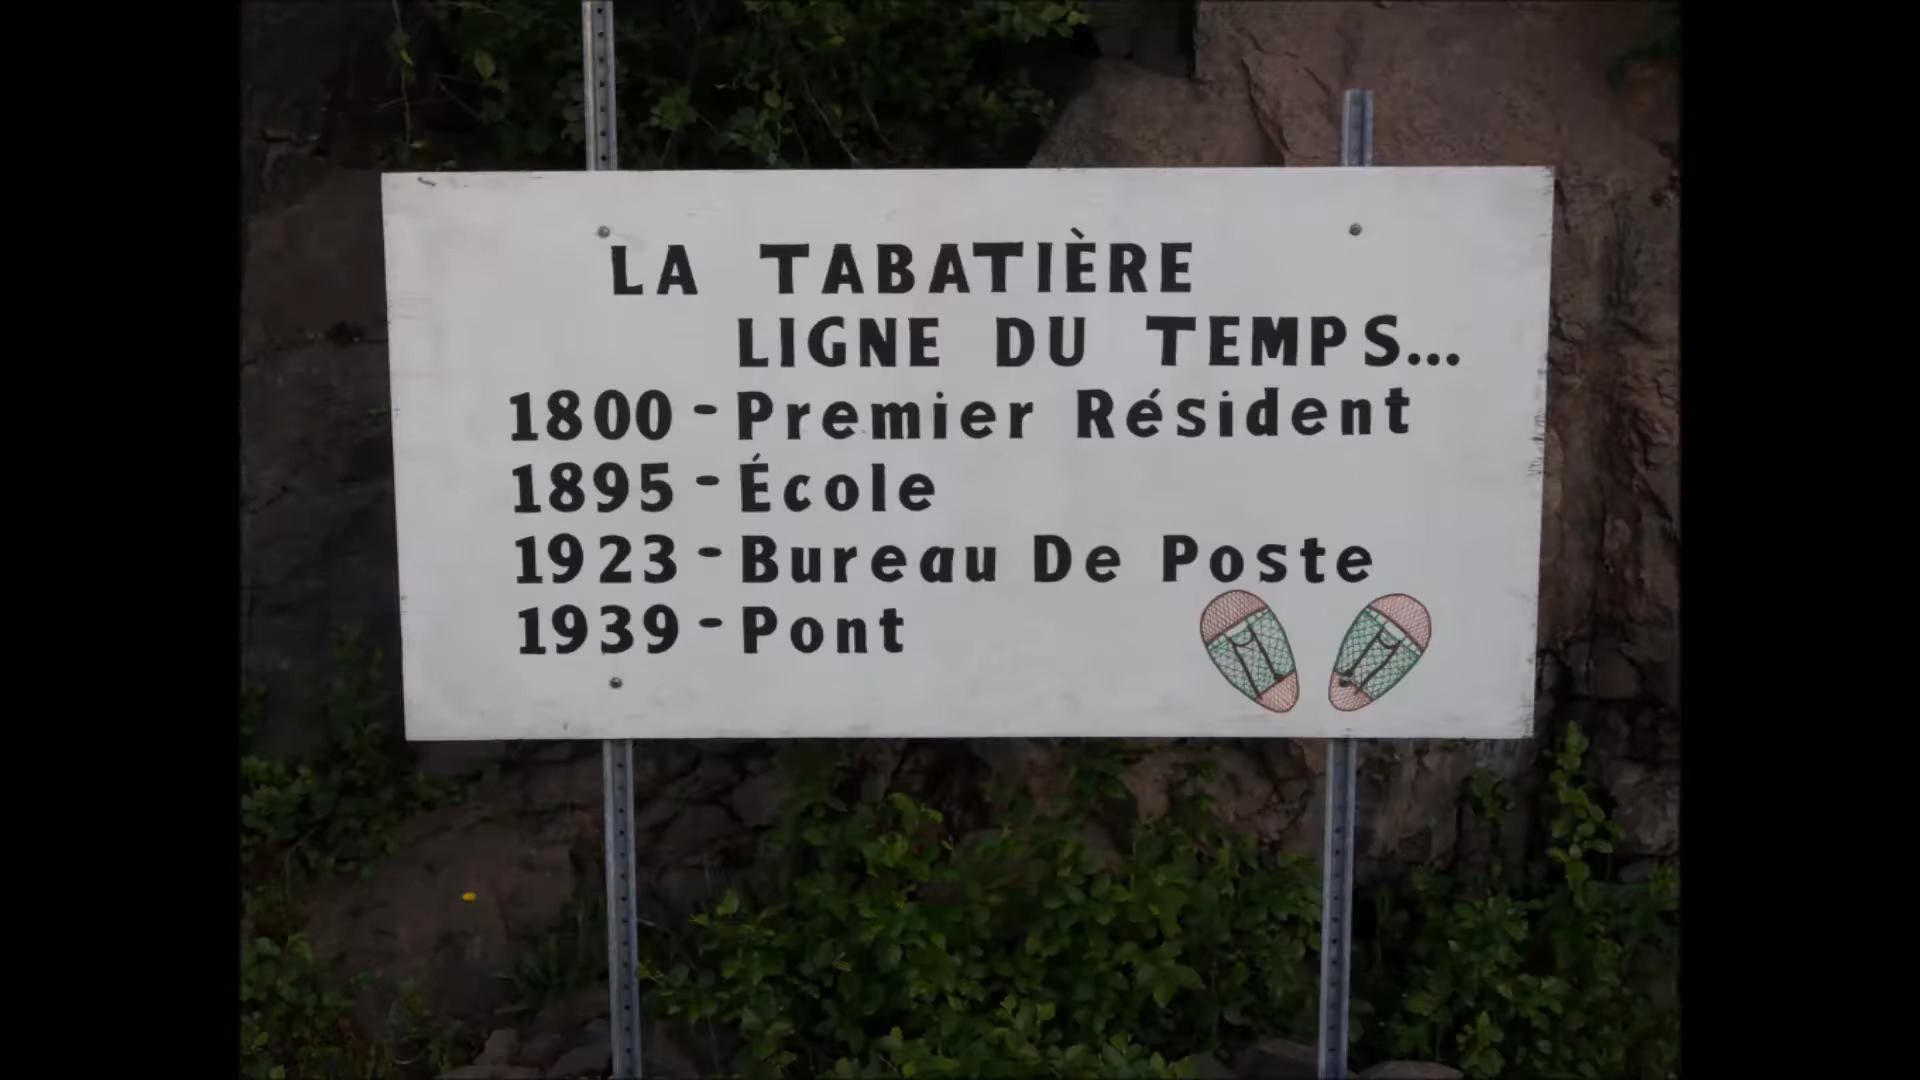 LA TABATIÈRE
LIGNE DU TEMPS...
1800 - Premier Résident
1895 - École
1923 - Bureau De Poste
1939 - Pont